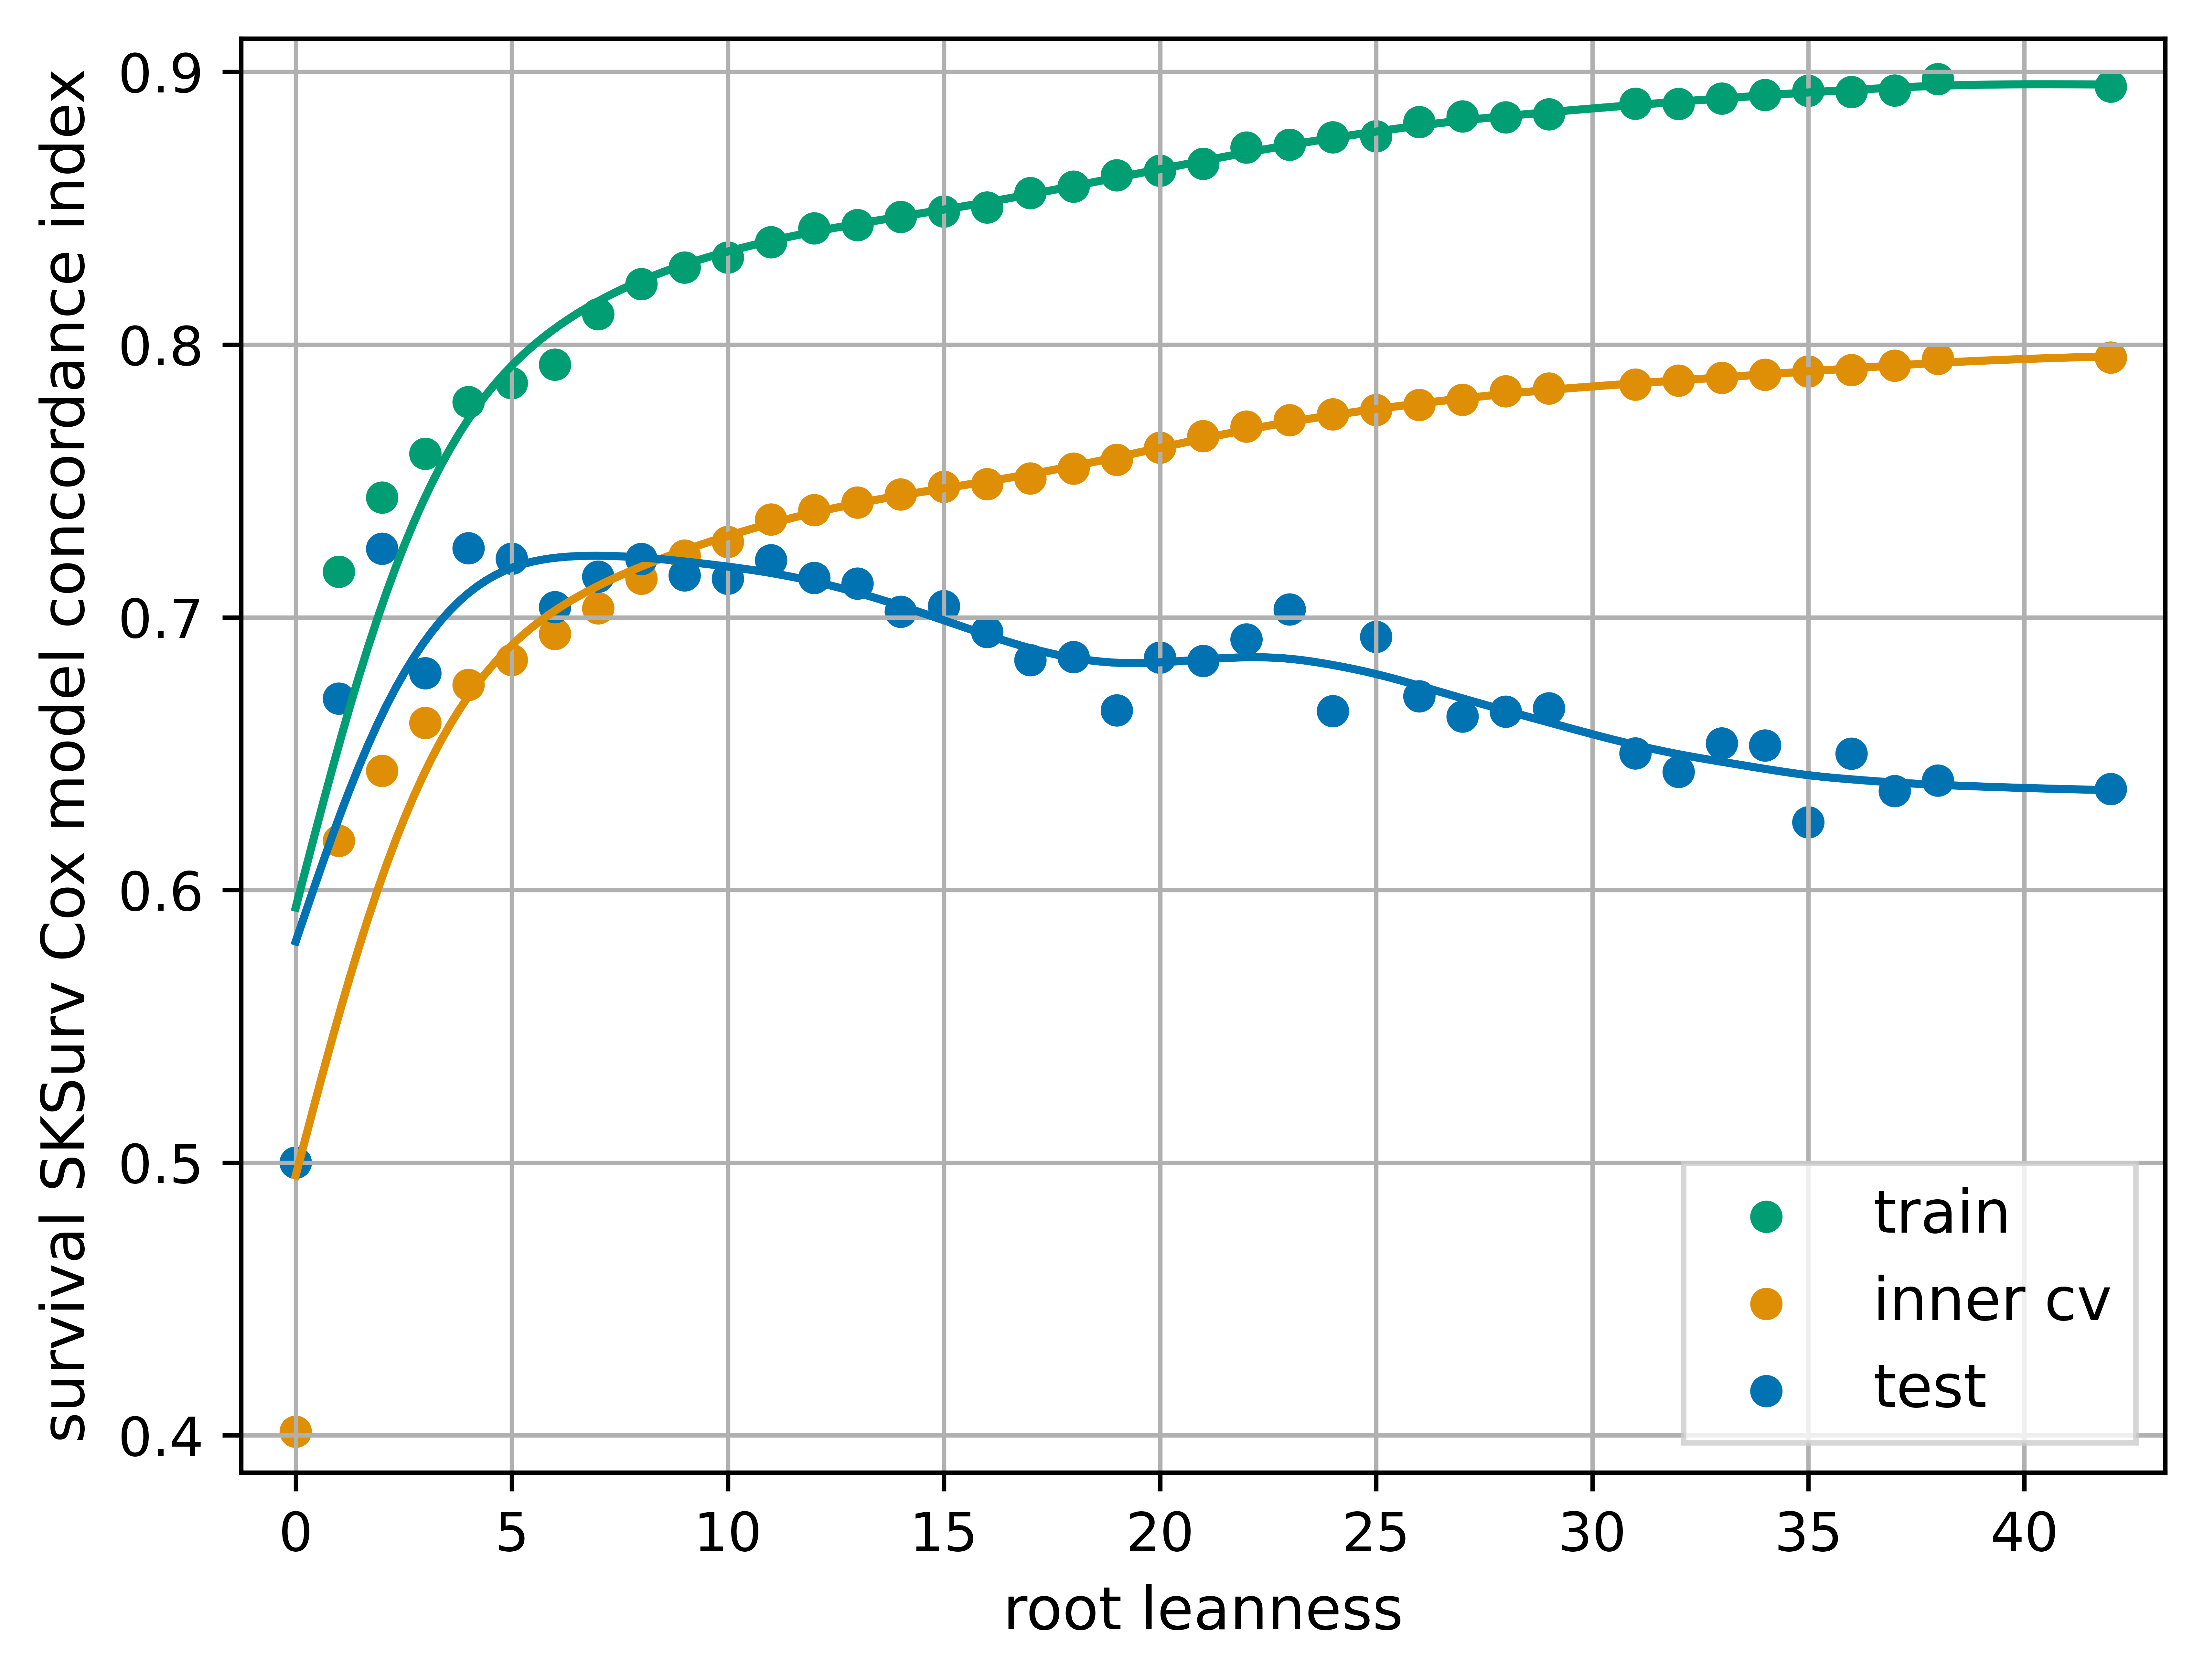 survival SKSurv Cox model concordance index
0.9
0.8
0.7
0.6
0.5
0.4
0 5 10 15 20 25 30 35 40
root leanness
train
inner cv
test